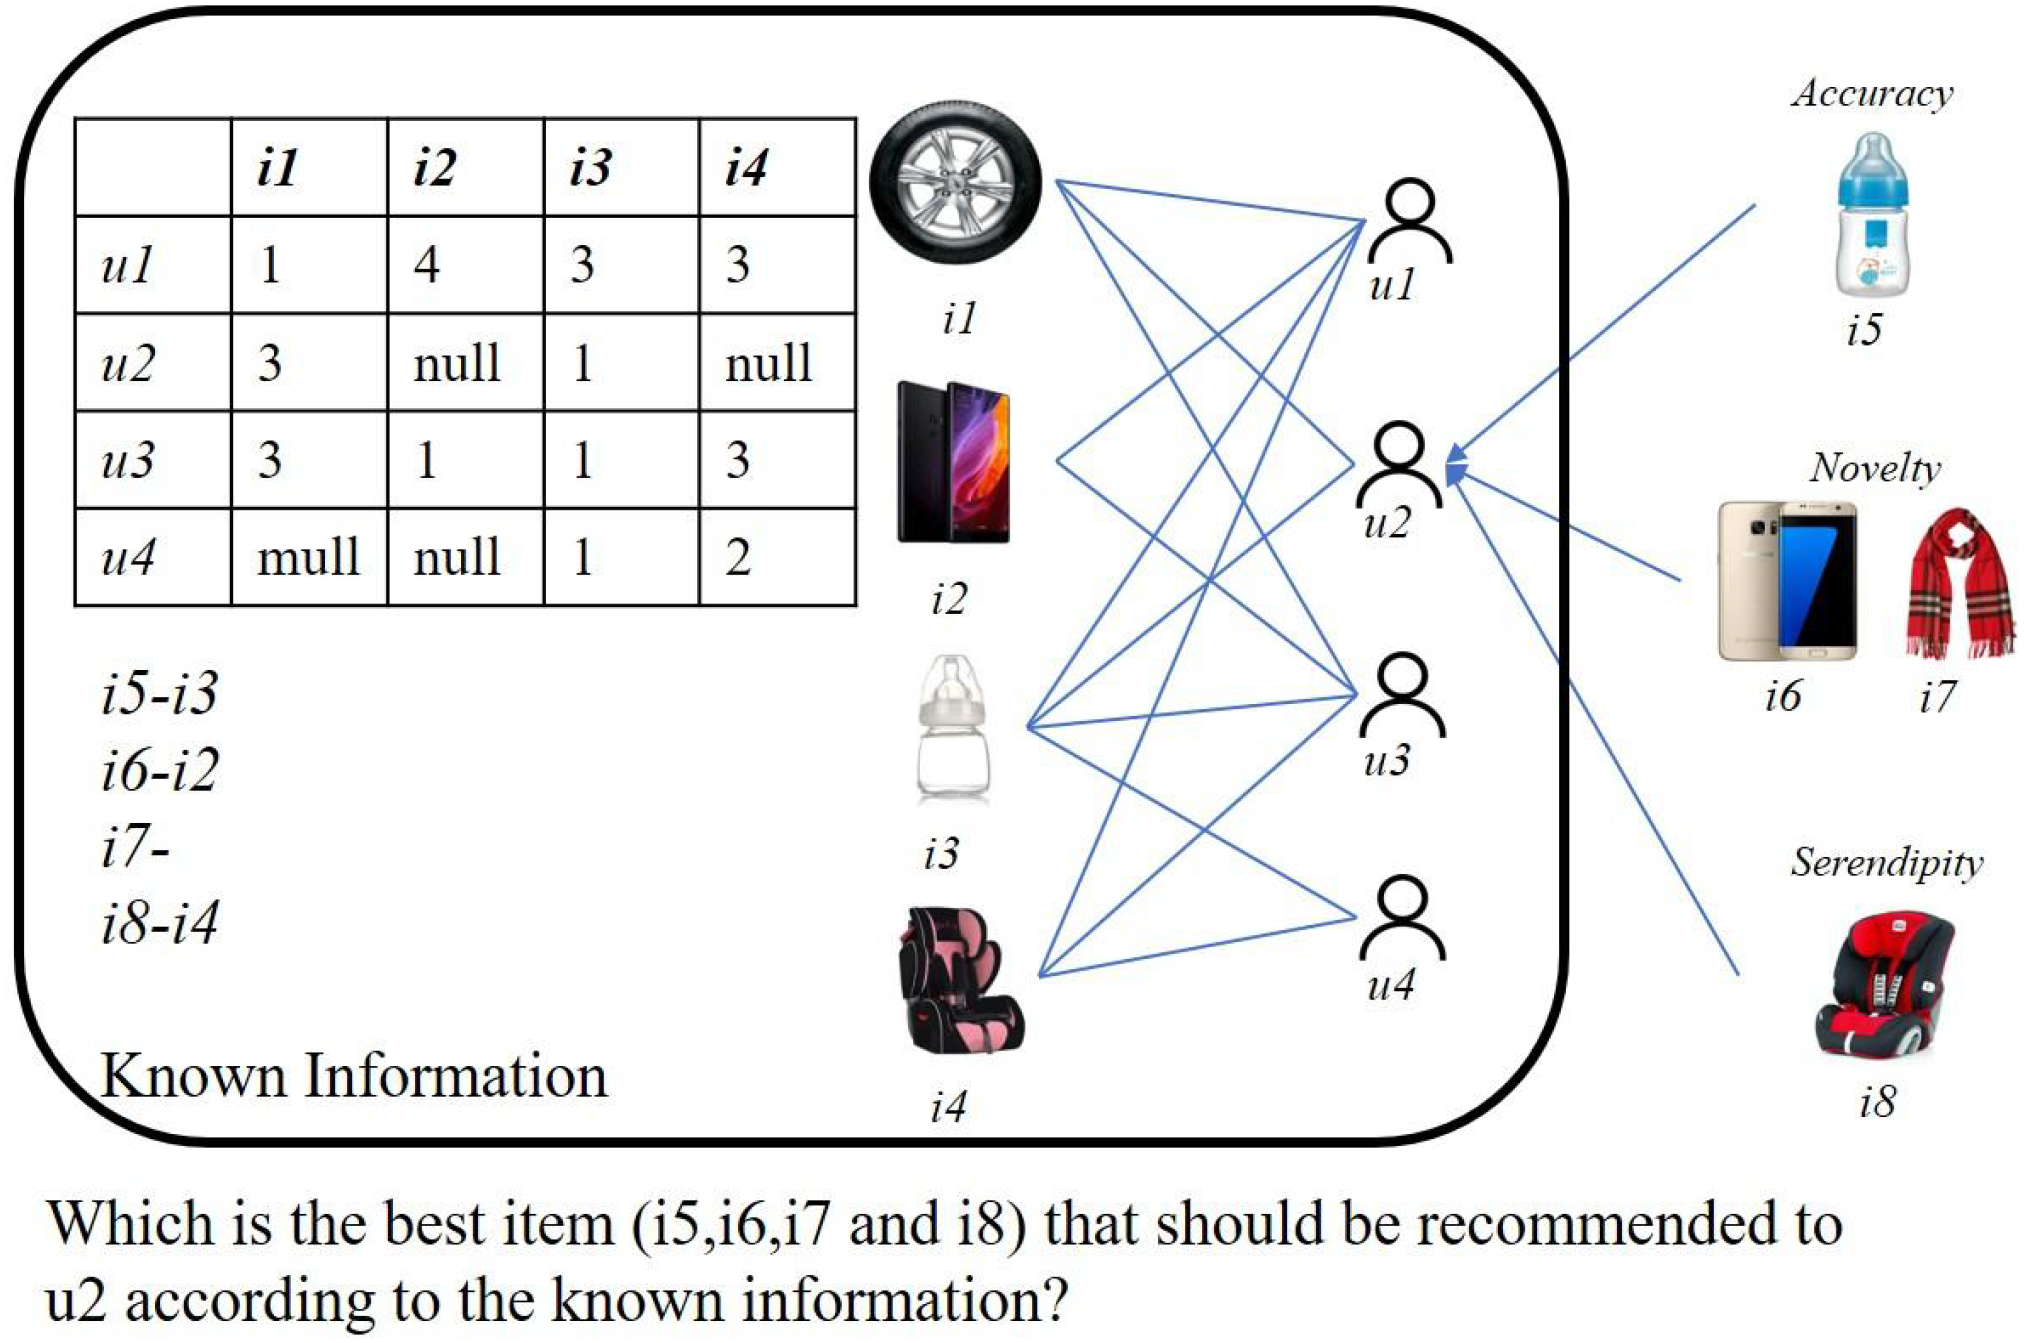 i1 i2 i3 i4
u1 1 4 3 3
u2 3 null 1 null
u3 3 1 1 3
u4 mull null 1 2
i5-i3
i6-i2
i7-
i8-i4
Known Information
i1
i2
i3
i4
u1
u2
u3
u4
Accuracy
i5
Novelty
i6 i7
Serendipity
i8
Which is the best item (i5,i6,i7 and i8) that should be recommended to
u2 according to the known information?